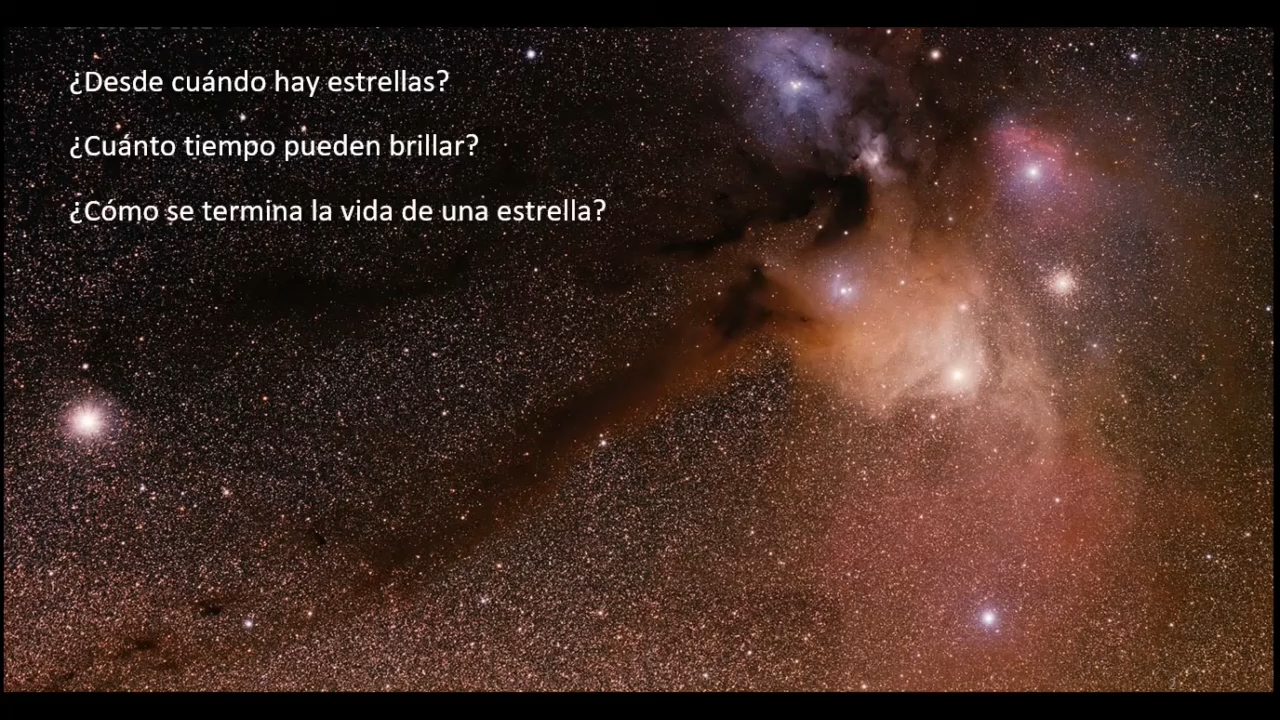 ¿Desde cuándo hay estrellas?
¿Cuánto tiempo pueden brillar?
¿Cómo se termina la vida de una estrella?